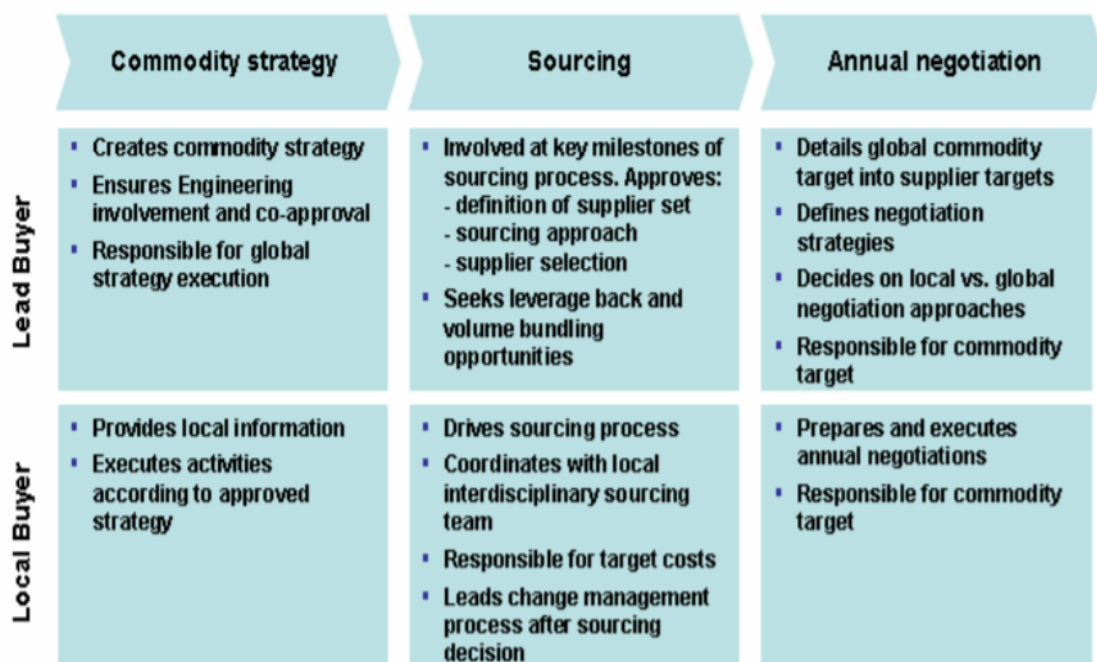 Commodity strategy
Sourcing
Annual negotiation
Lead Buyer
▪ Creates commodity strategy
▪ Ensures Engineering
involvement and co-approval
▪ Responsible for global
strategy execution
▪ Involved at key milestones of
sourcing process. Approves:
- definition of supplier set
- sourcing approach
- supplier selection
▪ Seeks leverage back and
volume bundling
opportunities
▪ Details global commodity
target into supplier targets
▪ Defines negotiation
strategies
▪ Decides on local vs. global
negotiation approaches
▪ Responsible for commodity
target
Local Buyer
▪ Provides local information
▪ Executes activities
according to approved
strategy
▪ Drives sourcing process
▪ Coordinates with local
interdisciplinary sourcing
team
▪ Responsible for target costs
▪ Leads change management
process after sourcing
decision
▪ Prepares and executes
annual negotiations
▪ Responsible for commodity
target